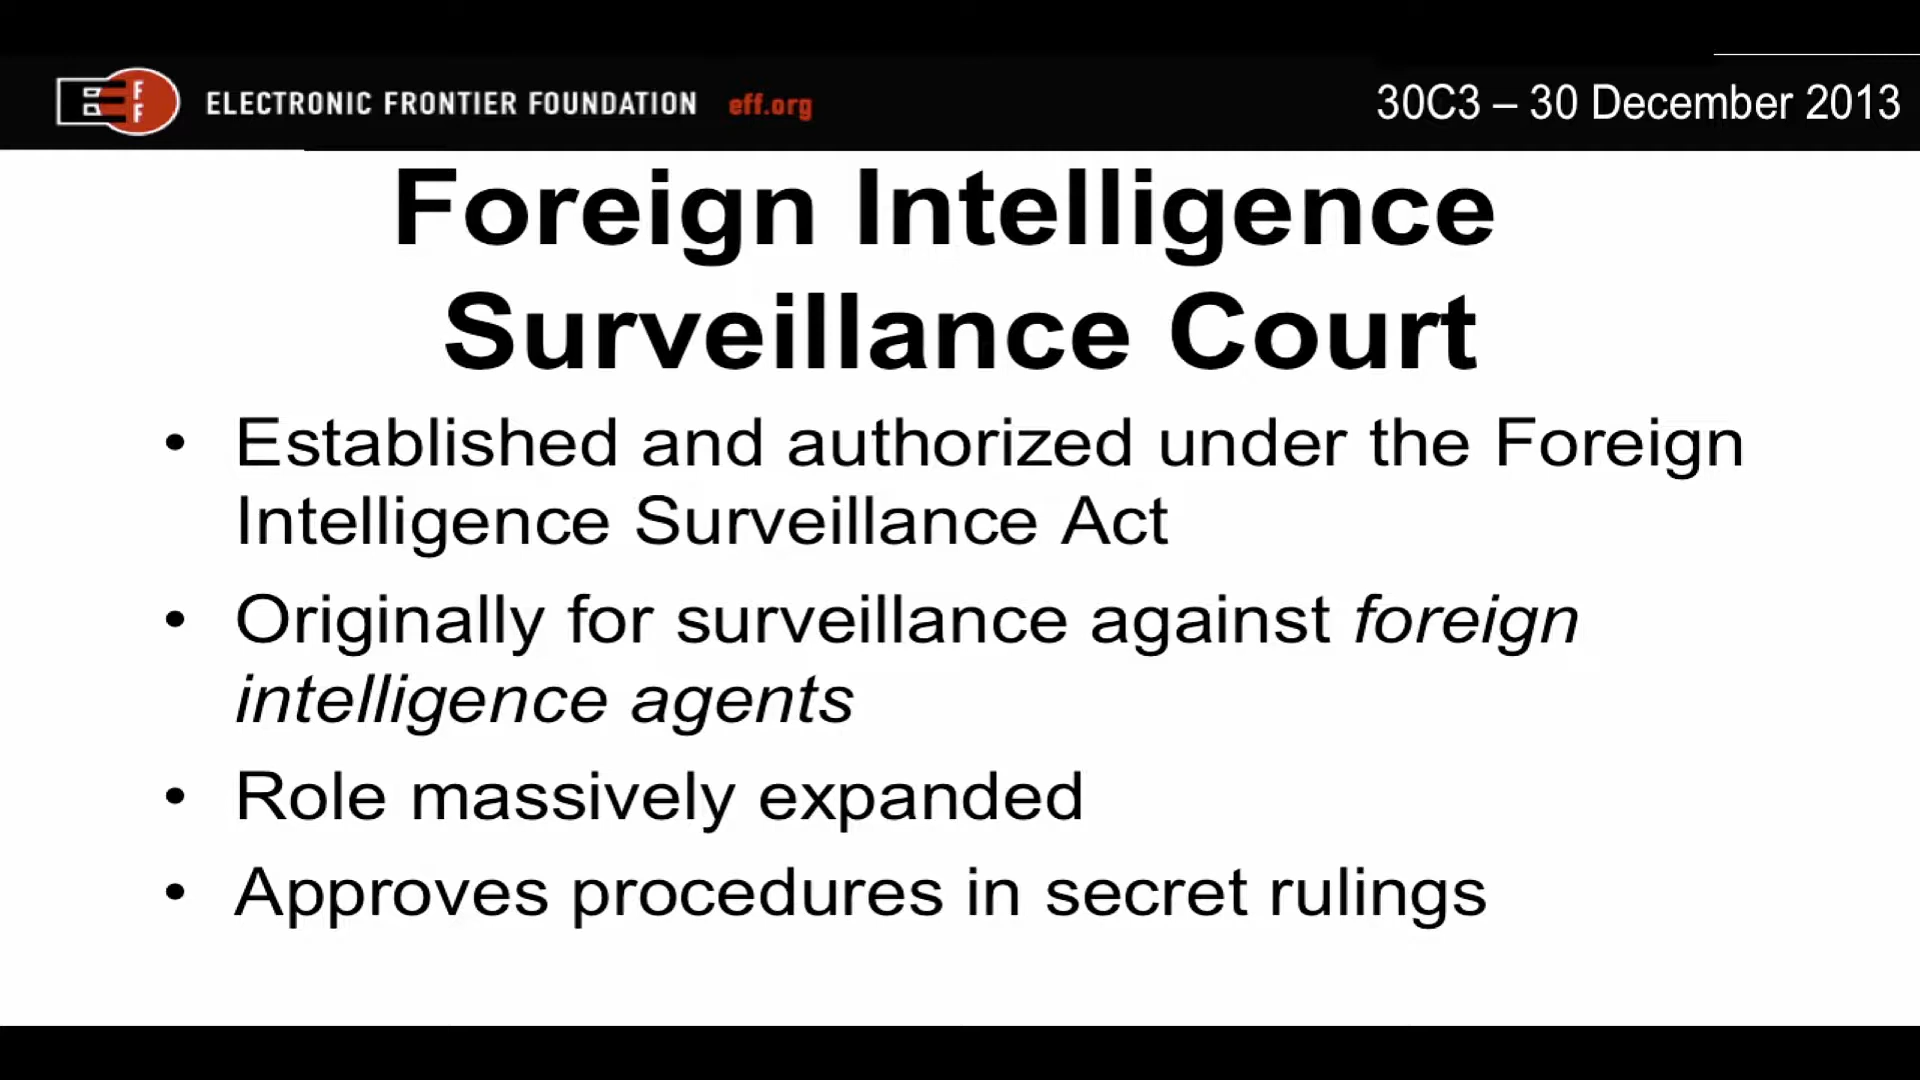 EFF ELECTRONIC FRONTIER FOUNDATION eff.org 30C3 – 30 December 2013
Foreign Intelligence
Surveillance Court
• Established and authorized under the Foreign
Intelligence Surveillance Act
• Originally for surveillance against foreign
intelligence agents
• Role massively expanded
• Approves procedures in secret rulings